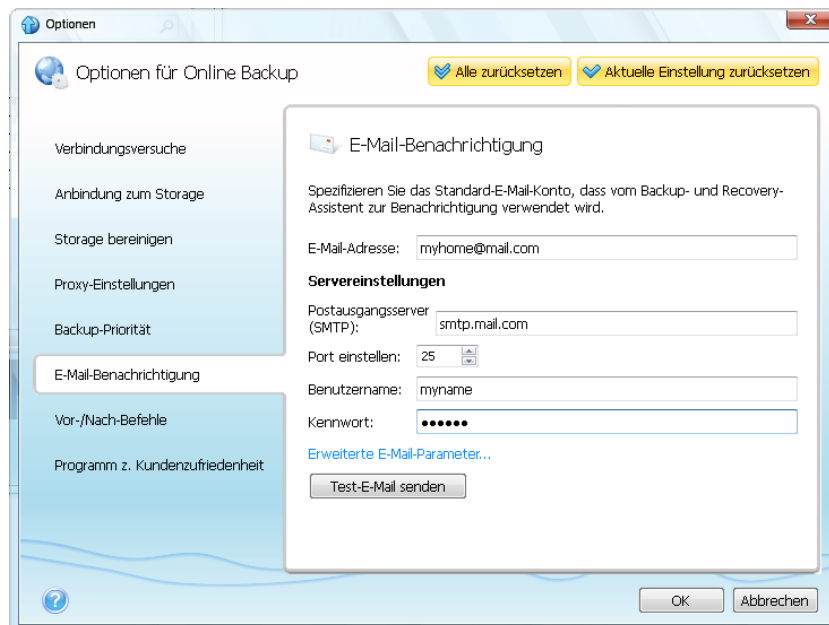 Optionen
Optionen für Online Backup
Alle zurücksetzen
Aktuelle Einstellung zurücksetzen
Verbindungsversuche
Anbindung zum Storage
Storage bereinigen
Proxy-Einstellungen
Backup-Priorität
E-Mail-Benachrichtigung
Vor-/Nach-Befehle
Programm z. Kundenzufriedenheit
E-Mail-Benachrichtigung
Spezifizieren Sie das Standard-E-Mail-Konto, dass vom Backup- und Recovery-
Assistent zur Benachrichtigung verwendet wird.
E-Mail-Adresse: myhome@mail.com
Servereinstellungen
Postausgangsserver
(SMTP): smtp.mail.com
Port einstellen: 25
Benutzername: myname
Kennwort: ●●●●●●
Erweiterte E-Mail-Parameter...
Test-E-Mail senden
?
OK
Abbrechen